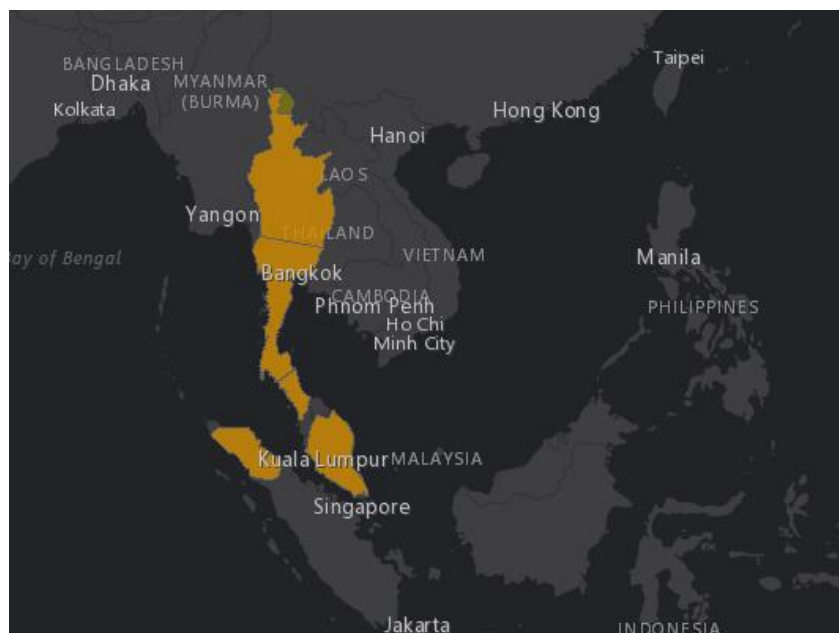 Taipei
BANGLADESH
Dhaka
MYANMAR
(BURMA)
Kolkata
Hong Kong
Hanoi
LAOS
Yangon
THAILAND
VIETNAM
Manila
Bay of Bengal
Bangkok
CAMBODIA
Phnom Penh
PHILIPPINES
Ho Chi
Minh City
Kuala Lumpur
MALAYSIA
Singapore
Jakarta
INDONESIA